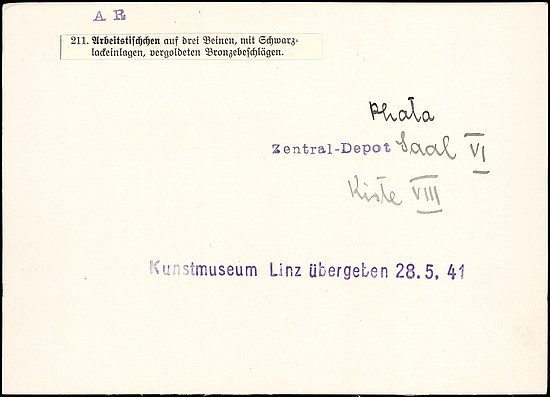 A R
211. Arbeitstischchen auf drei Beinen, mit Schwarz-
lackeinlagen, vergoldeten Bronzebeschlägen.
Phata
Zentral-Depot Saal VI
Kiste VIII
Kunstmuseum Linz übergeben 28.5.41